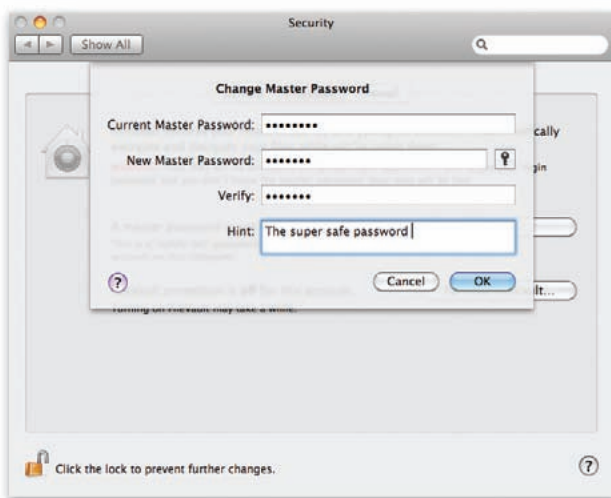 Security
Show All
Change Master Password
Current Master Password: ••••••••
New Master Password: •••••••
Verify: •••••••
Hint: The super safe password
? Cancel OK
cally
gin
lt...
Turning on FileVault may take a while.
Click the lock to prevent further changes. ?